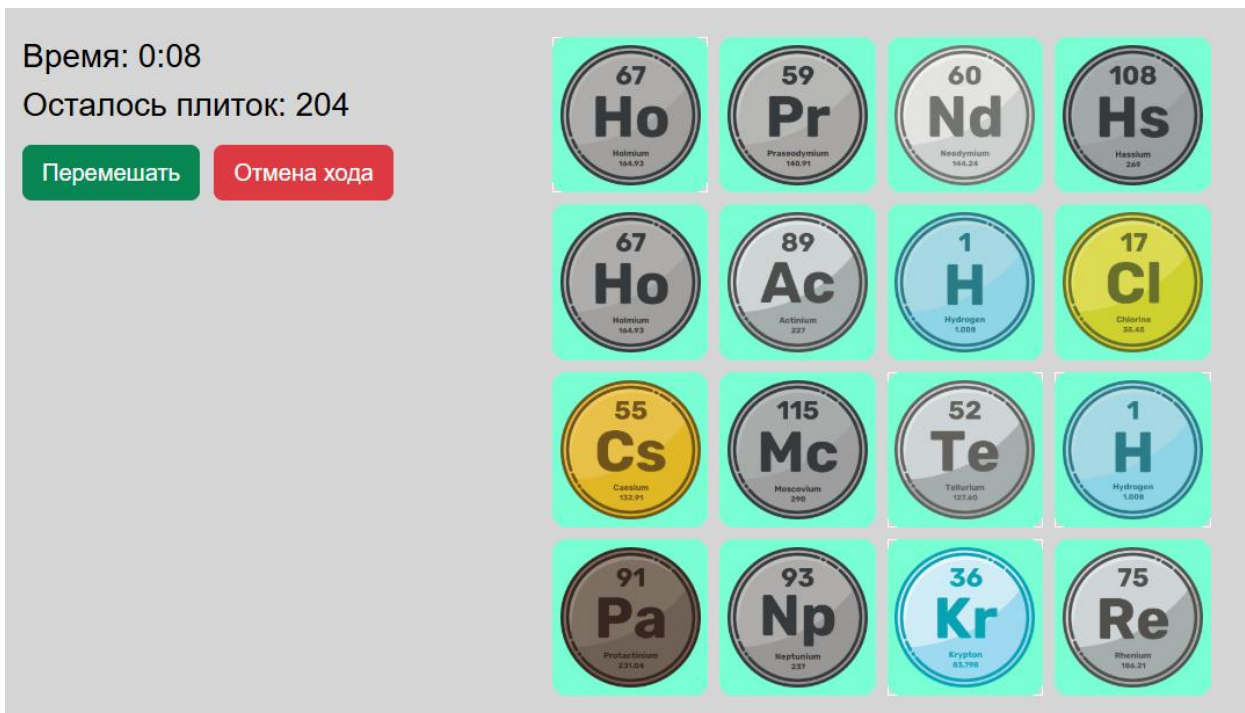 Время: 0:08
Осталось плиток: 204
Перемешать
Отмена хода
67
Ho
Holmium
164.93
59
Pr
Praseodymium
140.91
60
Nd
Neodymium
144.24
108
Hs
Hassium
269
67
Ho
Holmium
164.93
89
Ac
Actinium
227
1
H
Hydrogen
1.008
17
Cl
Chlorine
35.45
55
Cs
Caesium
132.91
115
Mc
Moscovium
290
52
Te
Tellurium
127.60
1
H
Hydrogen
1.008
91
Pa
Protactinium
231.04
93
Np
Neptunium
237
36
Kr
Krypton
83.798
75
Re
Rhenium
186.21